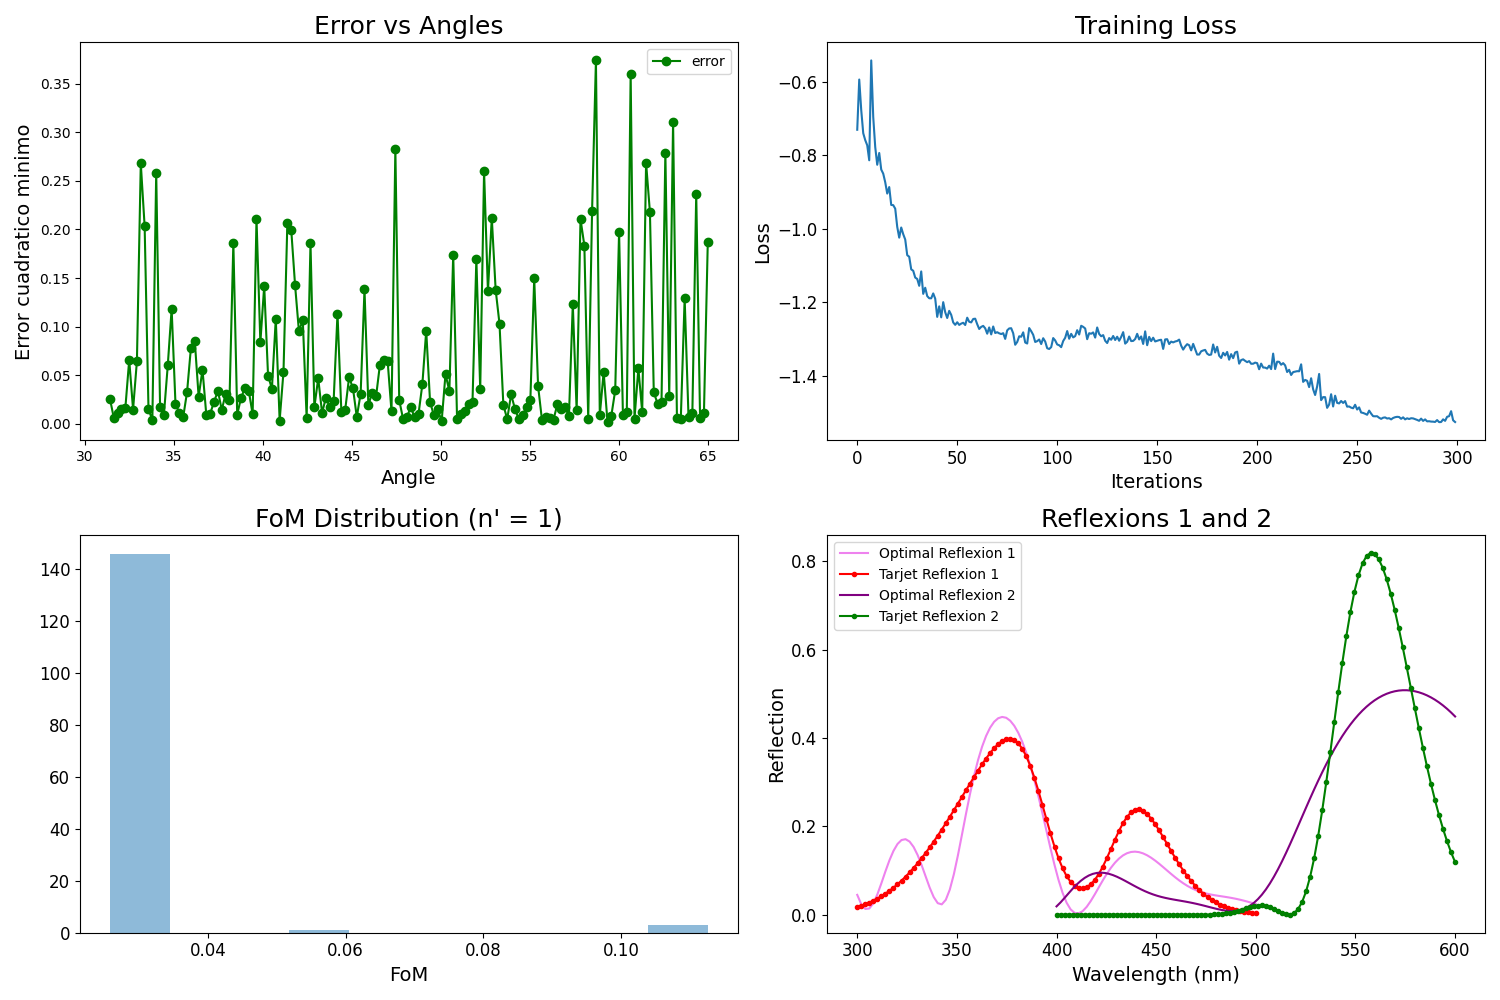 Error vs Angles
error
Error cuadratico minimo
0.35
0.30
0.25
0.20
0.15
0.10
0.05
0.00
30 35 40 45 50 55 60 65
Angle
Training Loss
Loss
−0.6
−0.8
−1.0
−1.2
−1.4
0 50 100 150 200 250 300
Iterations
FoM Distribution (n' = 1)
140
120
100
80
60
40
20
0
0.04 0.06 0.08 0.10
FoM
Reflexions 1 and 2
Optimal Reflexion 1
Tarjet Reflexion 1
Optimal Reflexion 2
Tarjet Reflexion 2
Reflection
0.8
0.6
0.4
0.2
0.0
300 350 400 450 500 550 600
Wavelength (nm)